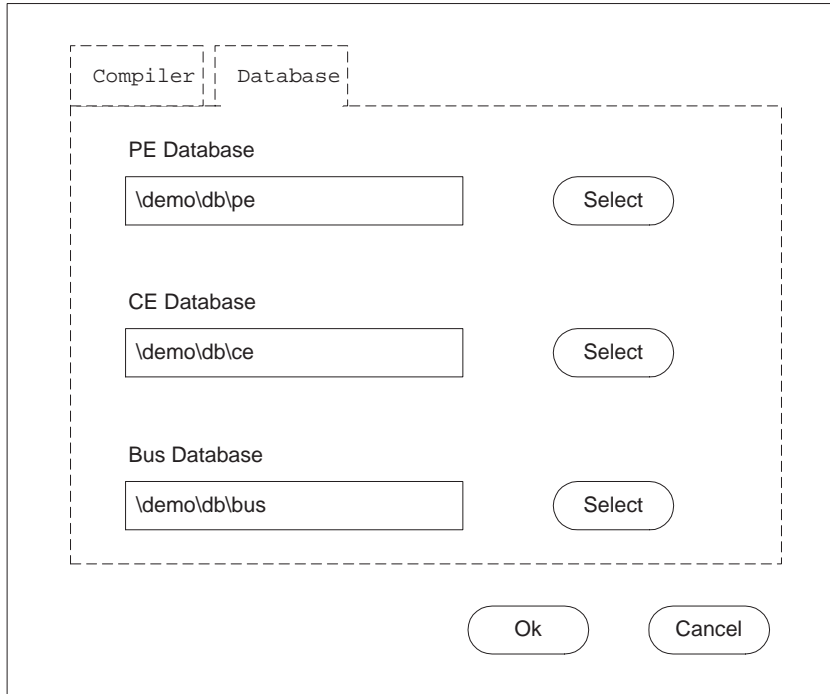 Compiler Database
PE Database
\demo\db\pe Select
CE Database
\demo\db\ce Select
Bus Database
\demo\db\bus Select
Ok Cancel